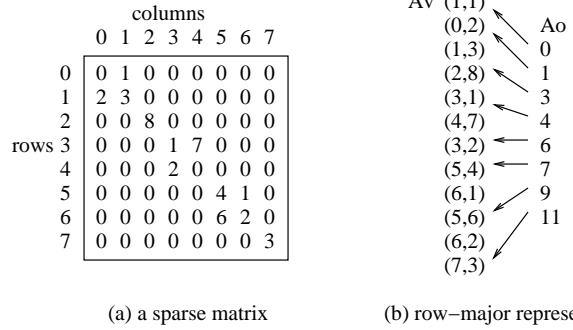 columns
0 1 2 3 4 5 6 7
0 0 1 0 0 0 0 0 0
1 2 3 0 0 0 0 0 0
2 0 0 8 0 0 0 0 0
rows 3 0 0 0 1 7 0 0 0
4 0 0 0 2 0 0 0 0
5 0 0 0 0 0 4 1 0
6 0 0 0 0 0 6 2 0
7 0 0 0 0 0 0 0 3
(a) a sparse matrix
Av (1,1)
(0,2)
(1,3)
(2,8)
(3,1)
(4,7)
(3,2)
(5,4)
(6,1)
(5,6)
(6,2)
(7,3)
Ao
0
1
3
4
6
7
9
11
(b) row−major represe